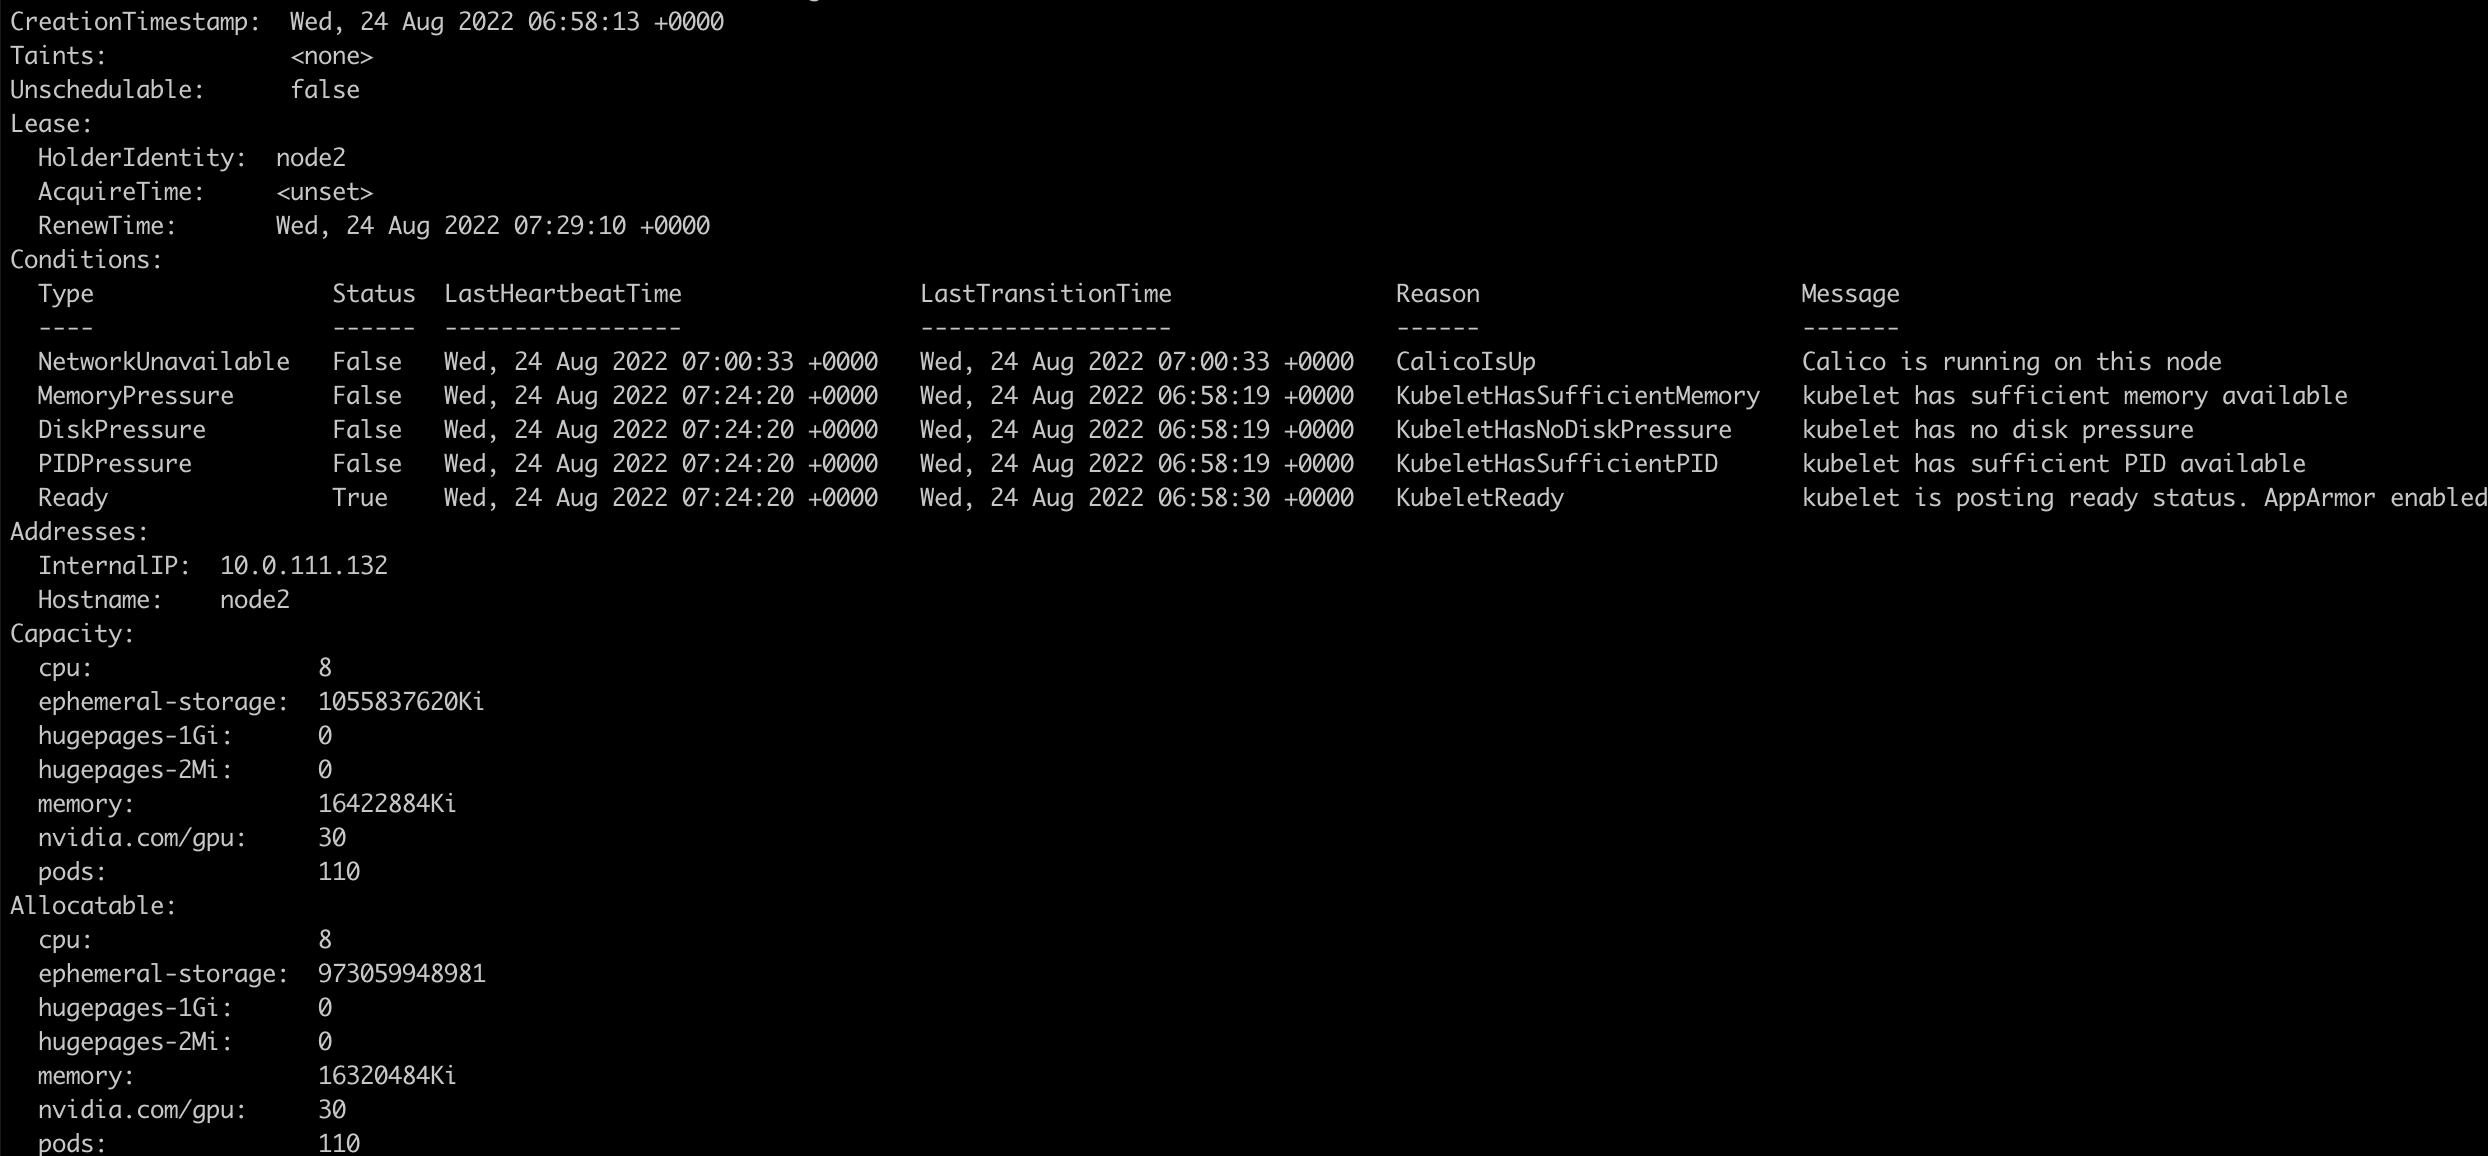 CreationTimestamp:  Wed, 24 Aug 2022 06:58:13 +0000
Taints:             <none>
Unschedulable:      false
Lease:
  HolderIdentity:  node2
  AcquireTime:     <unset>
  RenewTime:       Wed, 24 Aug 2022 07:29:10 +0000
Conditions:
  Type                 Status  LastHeartbeatTime                 LastTransitionTime                Reason                       Message
  ----                 ------  -----------------                 ------------------                ------                       -------
  NetworkUnavailable   False   Wed, 24 Aug 2022 07:00:33 +0000   Wed, 24 Aug 2022 07:00:33 +0000   CalicoIsUp                   Calico is running on this node
  MemoryPressure       False   Wed, 24 Aug 2022 07:24:20 +0000   Wed, 24 Aug 2022 06:58:19 +0000   KubeletHasSufficientMemory   kubelet has sufficient memory available
  DiskPressure         False   Wed, 24 Aug 2022 07:24:20 +0000   Wed, 24 Aug 2022 06:58:19 +0000   KubeletHasNoDiskPressure     kubelet has no disk pressure
  PIDPressure          False   Wed, 24 Aug 2022 07:24:20 +0000   Wed, 24 Aug 2022 06:58:19 +0000   KubeletHasSufficientPID      kubelet has sufficient PID available
  Ready                True    Wed, 24 Aug 2022 07:24:20 +0000   Wed, 24 Aug 2022 06:58:30 +0000   KubeletReady                 kubelet is posting ready status. AppArmor enabled
Addresses:
  InternalIP:  10.0.111.132
  Hostname:    node2
Capacity:
  cpu:                8
  ephemeral-storage:  1055837620Ki
  hugepages-1Gi:      0
  hugepages-2Mi:      0
  memory:             16422884Ki
  nvidia.com/gpu:     30
  pods:               110
Allocatable:
  cpu:                8
  ephemeral-storage:  973059948981
  hugepages-1Gi:      0
  hugepages-2Mi:      0
  memory:             16320484Ki
  nvidia.com/gpu:     30
  pods:               110